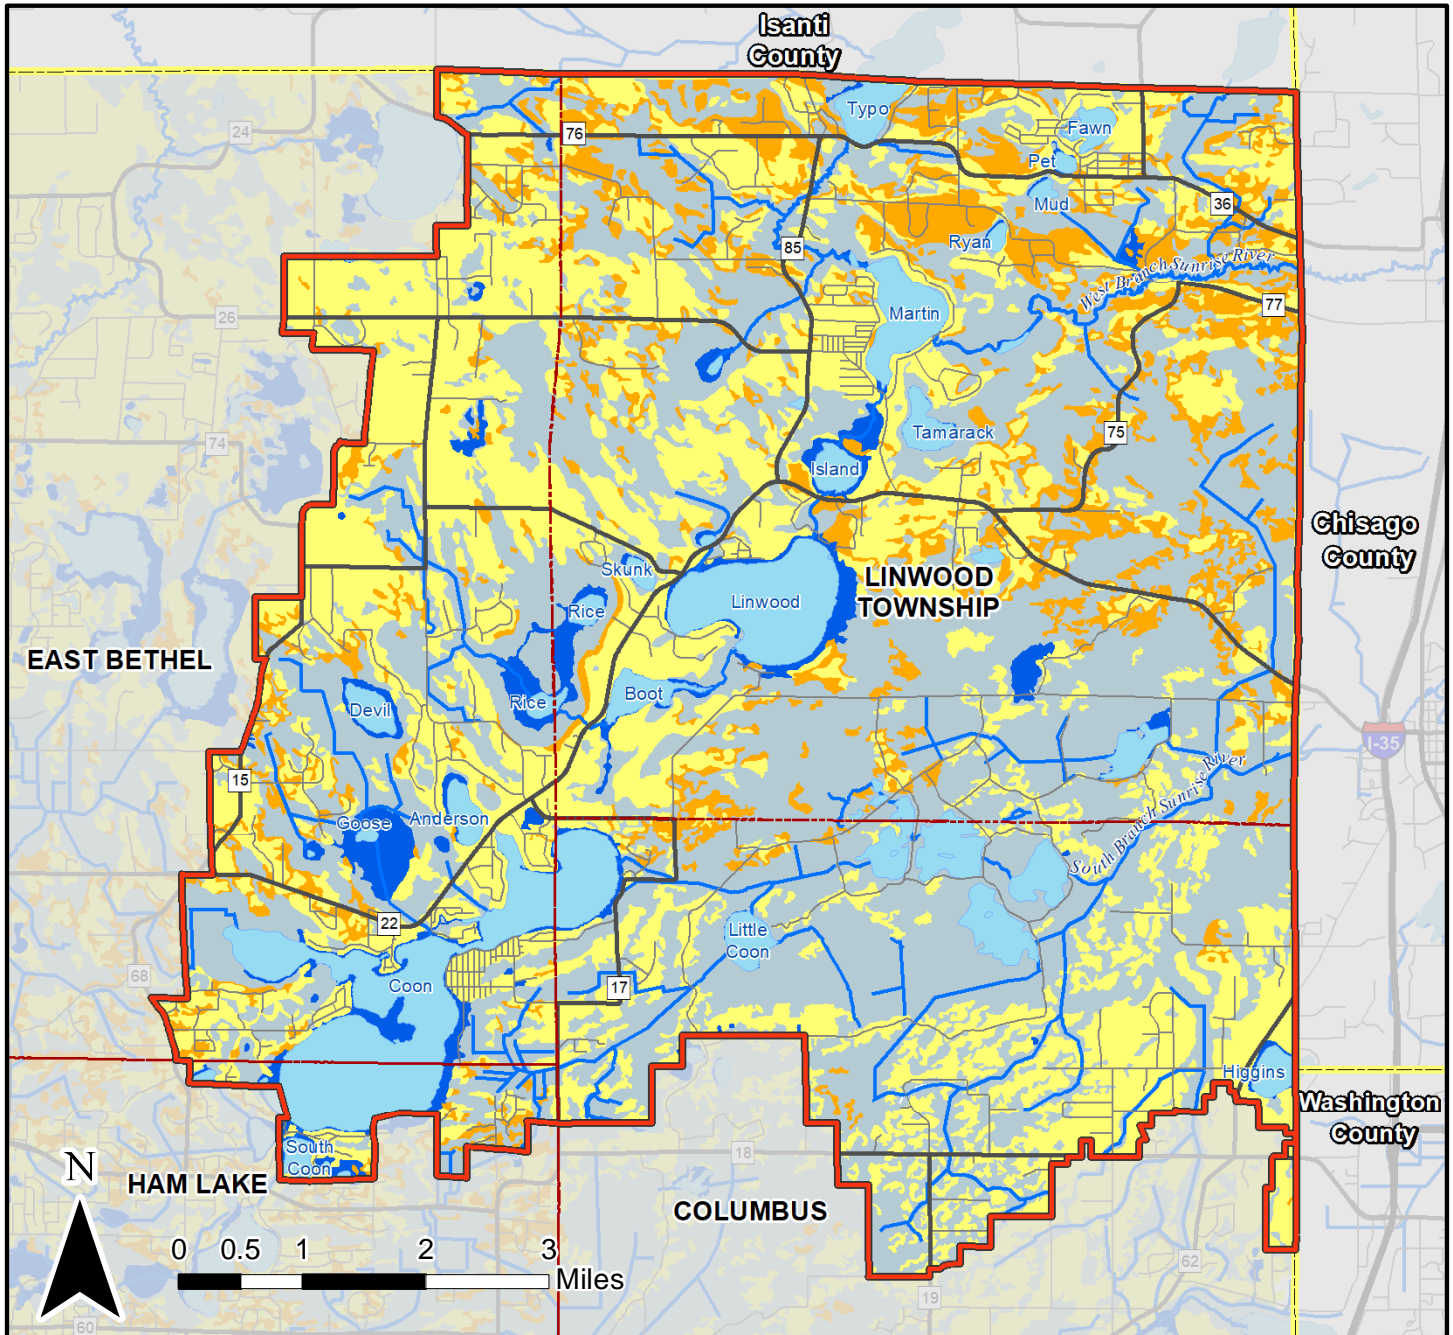 Isanti
County
Typo
Fawn
24
76
Pet
36
Mud
85
Ryan
West Branch Sunrise River
77
26
Martin
74
75
Tamarack
Island
Chisago
County
Skunk
LINWOOD
TOWNSHIP
Linwood
Rice
EAST BETHEL
Boot
Rice
Devil
I-35
15
South Branch Sunrise River
Goose
Anderson
22
Little
Coon
68
Coon
17
Higgins
Washington
County
South
Coon
18
N
HAM LAKE
COLUMBUS
0 0.5 1 2 3
Miles
62
19
60